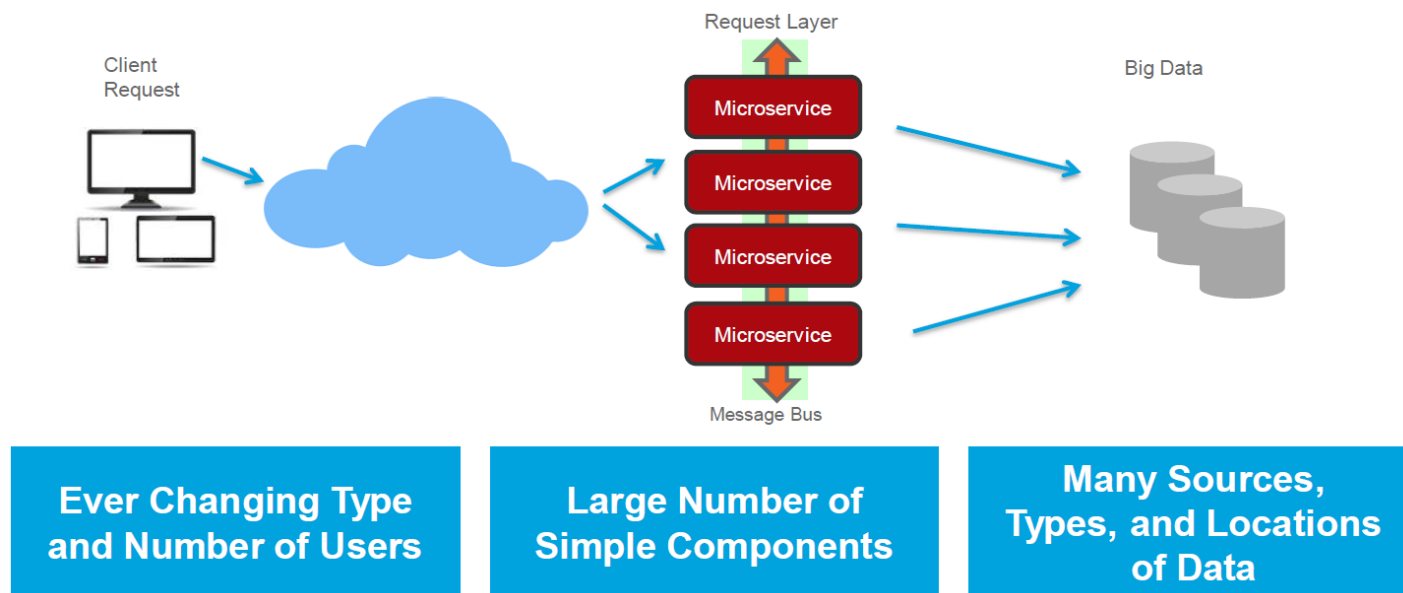 Request Layer
Client
Request
Big Data
Microservice
Microservice
Microservice
Microservice
Message Bus
Ever Changing Type
and Number of Users
Large Number of
Simple Components
Many Sources,
Types, and Locations
of Data